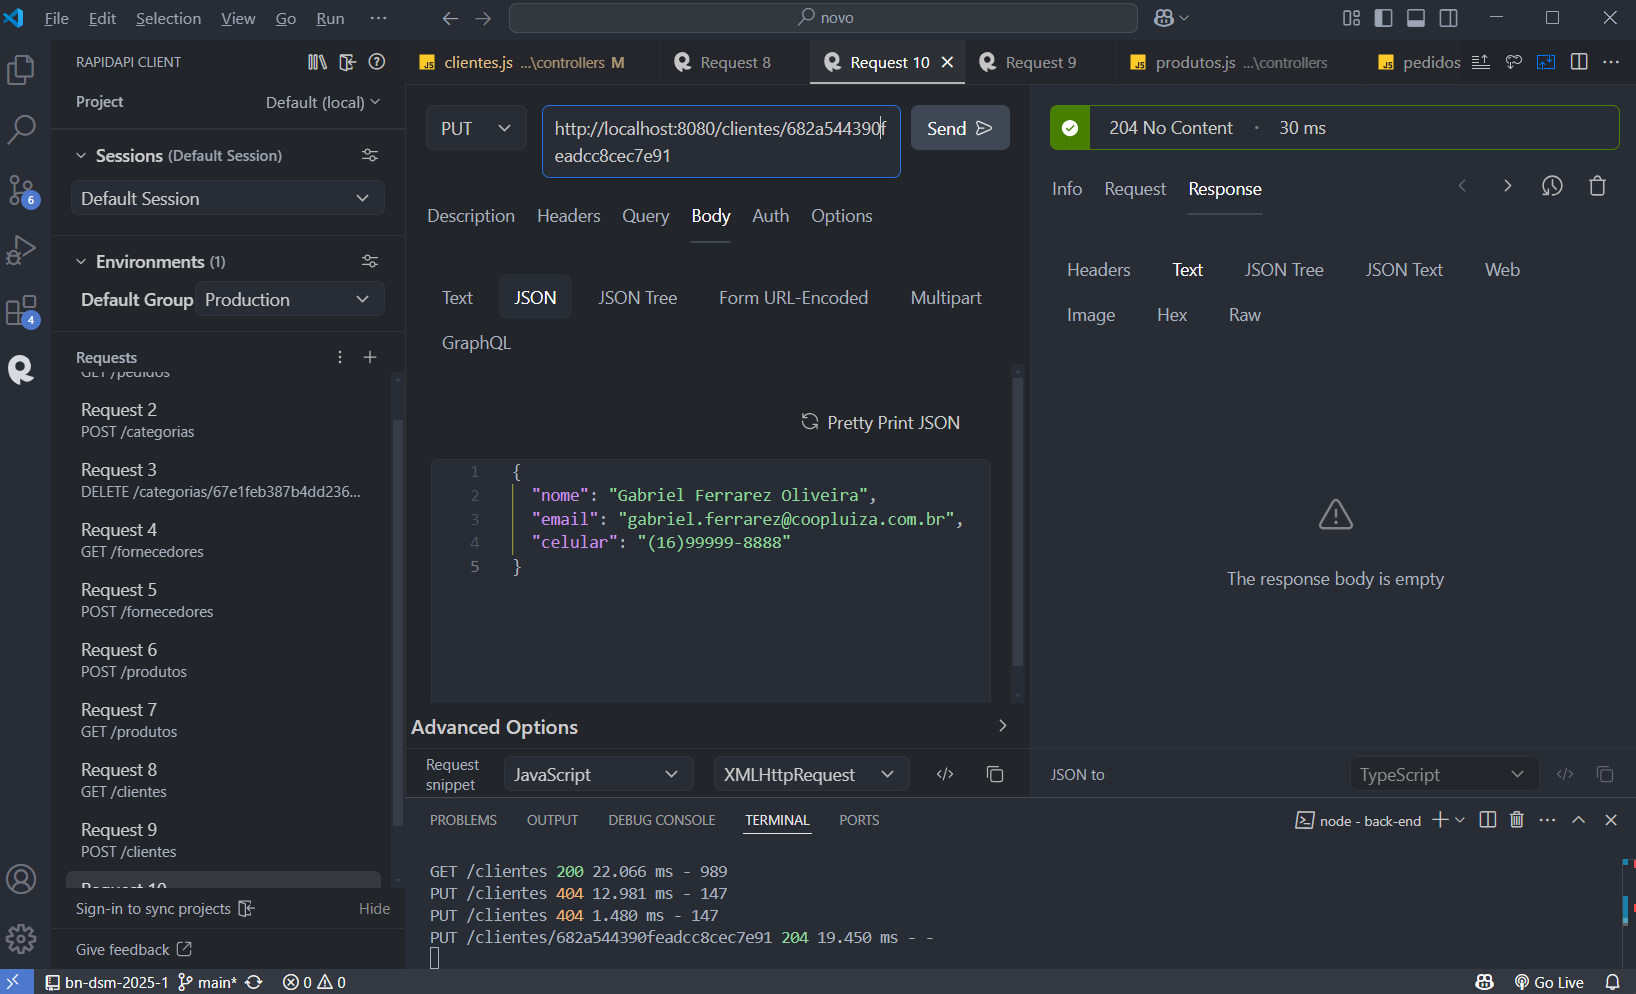 File Edit Selection View Go Run ···
novo
RAPIDAPI CLIENT
Project Default (local)
Sessions (Default Session)
Default Session
Environments (1)
Default Group Production
Requests
GET /pedidos
Request 2
POST /categorias
Request 3
DELETE /categorias/67e1feb387b4dd236...
Request 4
GET /fornecedores
Request 5
POST /fornecedores
Request 6
POST /produtos
Request 7
GET /produtos
Request 8
GET /clientes
Request 9
POST /clientes
Request 10
Sign-in to sync projects Hide
Give feedback
6
4
JS clientes.js ...\controllers M
Request 8
Request 10
Request 9
JS produtos.js ...\controllers
JS pedidos
PUT
http://localhost:8080/clientes/682a544390f
eadcc8cec7e91
Send
Description Headers Query Body Auth Options
Text JSON JSON Tree Form URL-Encoded Multipart
GraphQL
Pretty Print JSON
1 {
2 "nome": "Gabriel Ferrarez Oliveira",
3 "email": "gabriel.ferrarez@coopluiza.com.br",
4 "celular": "(16)99999-8888"
5 }
Advanced Options
Request
snippet
JavaScript XMLHttpRequest
204 No Content · 30 ms
Info Request Response
Headers Text JSON Tree JSON Text Web
Image Hex Raw
The response body is empty
JSON to TypeScript
PROBLEMS OUTPUT DEBUG CONSOLE TERMINAL PORTS
node - back-end
GET /clientes 200 22.066 ms - 989
PUT /clientes 404 12.981 ms - 147
PUT /clientes 404 1.480 ms - 147
PUT /clientes/682a544390feadcc8cec7e91 204 19.450 ms - -
bn-dsm-2025-1 main* 0 0 Go Live